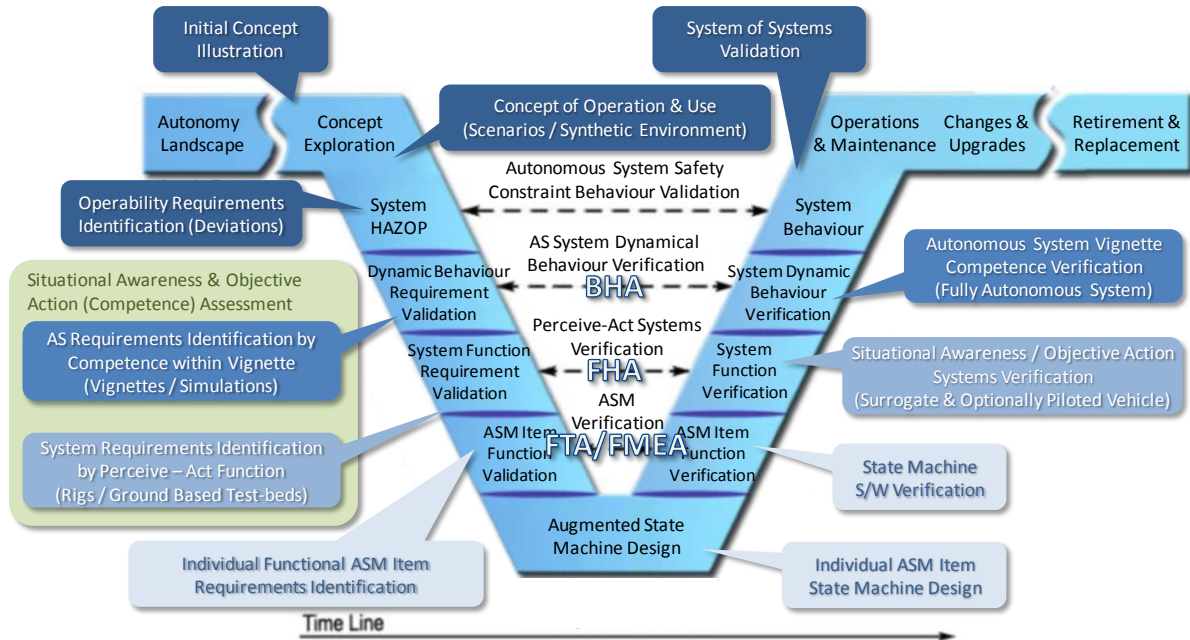 Initial Concept
Illustration
System of Systems
Validation
Autonomy
Landscape
Concept
Exploration
Concept of Operation & Use
(Scenarios / Synthetic Environment)
Operations
& Maintenance
Changes &
Upgrades
Retirement &
Replacement
Autonomous System Safety
Constraint Behaviour Validation
Operability Requirements
Identification (Deviations)
System
HAZOP
System
Behaviour
AS System Dynamical
Behaviour Verification
BHA
Autonomous System Vignette
Competence Verification
(Fully Autonomous System)
Situational Awareness & Objective
Action (Competence) Assessment
Dynamic Behaviour
Requirement
Validation
System Dynamic
Behaviour
Verification
AS Requirements Identification by
Competence within Vignette
(Vignettes / Simulations)
Perceive-Act Systems
Verification
FHA
System Function
Requirement
Validation
System
Function
Verification
Situational Awareness / Objective Action
Systems Verification
(Surrogate & Optionally Piloted Vehicle)
ASM
Verification
FTA/FMEA
System Requirements Identification
by Perceive – Act Function
(Rigs / Ground Based Test-beds)
ASM Item
Function
Validation
ASM Item
Function
Verification
State Machine
S/W Verification
Augmented State
Machine Design
Individual Functional ASM Item
Requirements Identification
Individual ASM Item
State Machine Design
Time Line